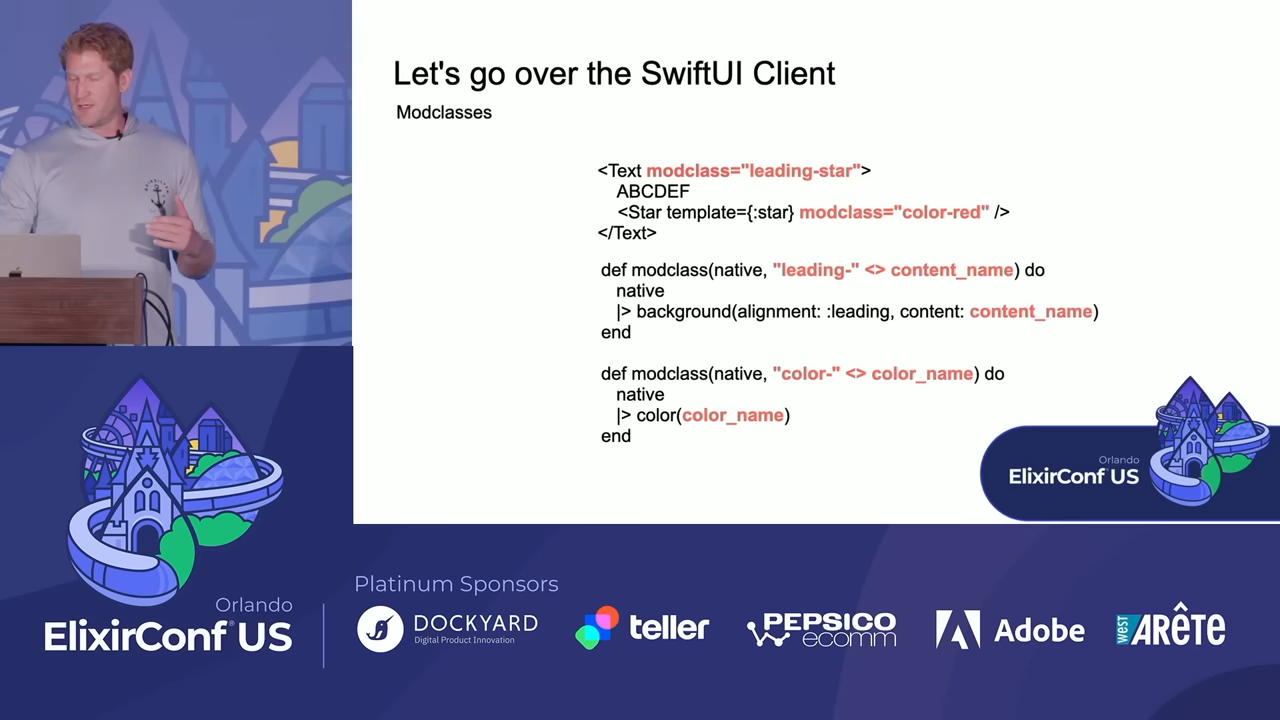 Let's go over the SwiftUI Client
Modclasses
<Text modclass="leading-star">
ABCDEF
<Star template={:star} modclass="color-red" />
</Text>
def modclass(native, "leading-" <> content_name) do
native
|> background(alignment: :leading, content: content_name)
end
def modclass(native, "color-" <> color_name) do
native
|> color(color_name)
end
Orlando
ElixirConf US
Orlando
ElixirConf® US
Platinum Sponsors
DOCKYARD
Digital Product Innovation
teller
PEPSICO
ecomm
Adobe
west ARÊTE